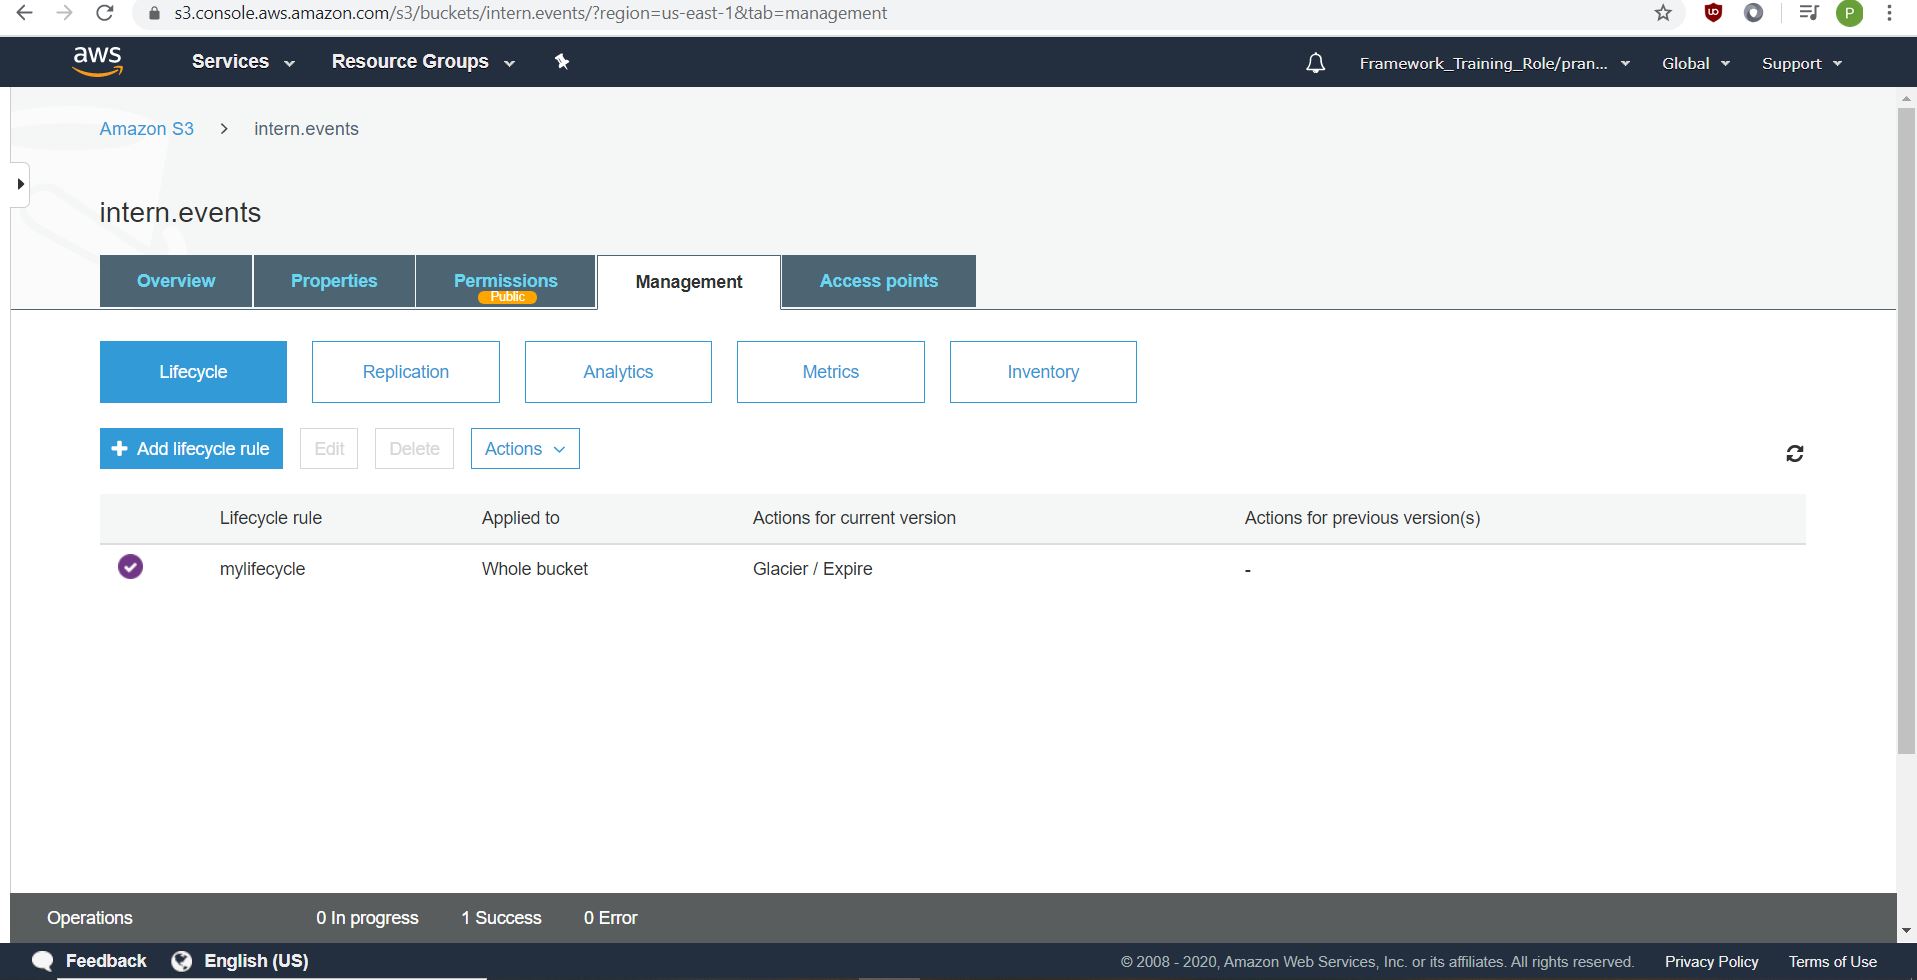 s3.console.aws.amazon.com/s3/buckets/intern.events/?region=us-east-1&tab=management
P
aws Services Resource Groups Framework_Training_Role/pran... Global Support
Amazon S3 > intern.events
intern.events
Overview Properties Permissions Management Access points
Public
Lifecycle Replication Analytics Metrics Inventory
+ Add lifecycle rule Edit Delete Actions
Lifecycle rule Applied to Actions for current version Actions for previous version(s)
mylifecycle Whole bucket Glacier / Expire -
Operations 0 In progress 1 Success 0 Error
Feedback English (US) © 2008 - 2020, Amazon Web Services, Inc. or its affiliates. All rights reserved. Privacy Policy Terms of Use